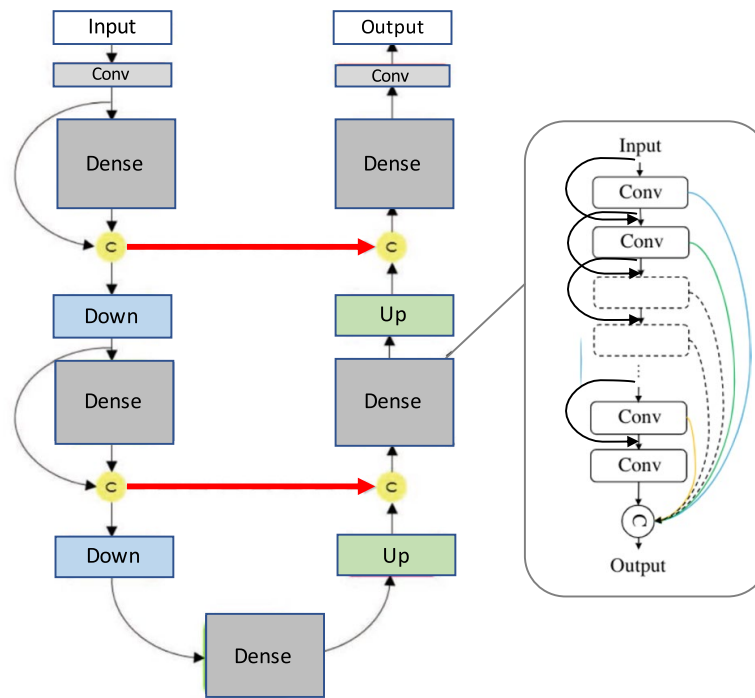 Input
Conv
Dense
C
Down
Dense
C
Down
Dense
Up
C
Dense
Up
C
Dense
Conv
Output
Input
Conv
Conv
Conv
Conv
C
Output